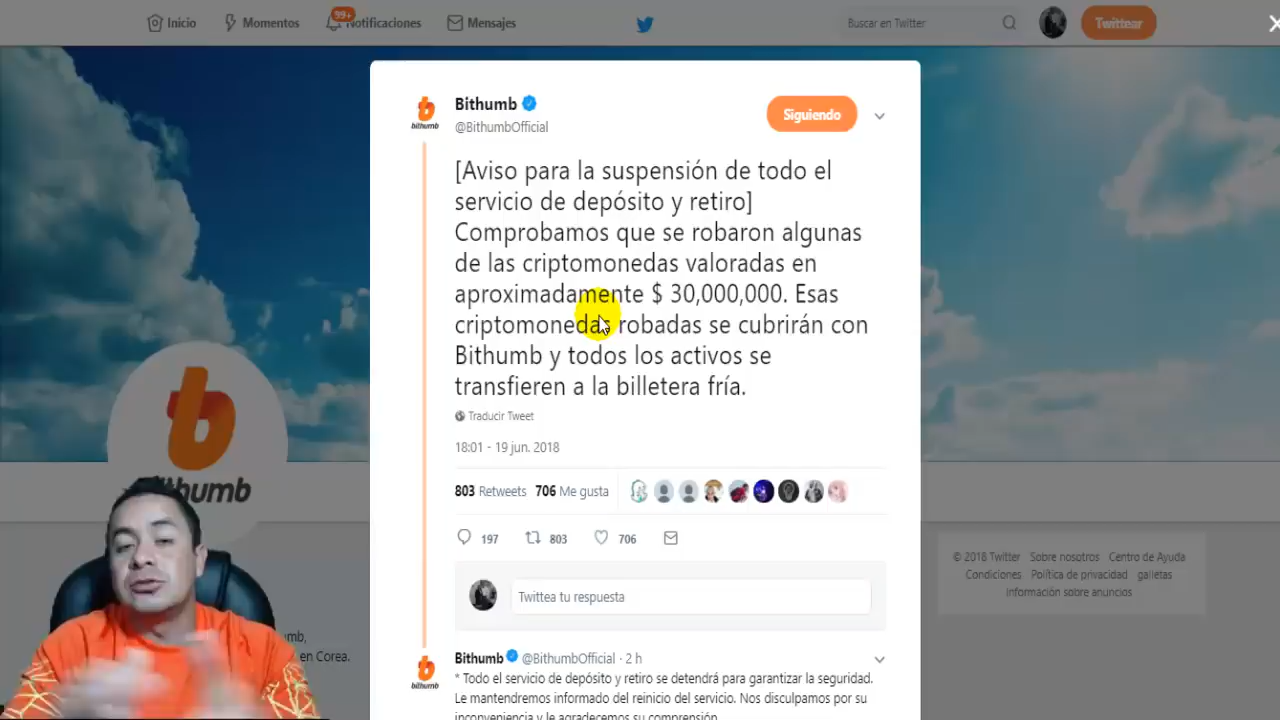 Inicio
Momentos
99+
Notificaciones
Mensajes
Buscar en Twitter
Twittear
bithumb
Bithumb
@BithumbOfficial
Siguiendo
[Aviso para la suspensión de todo el
servicio de depósito y retiro]
Comprobamos que se robaron algunas
de las criptomonedas valoradas en
aproximadamente $ 30,000,000. Esas
criptomonedas robadas se cubrirán con
Bithumb y todos los activos se
transfieren a la billetera fría.
Traducir Tweet
18:01 - 19 jun. 2018
803 Retweets 706 Me gusta
197 803 706
Twittea tu respuesta
bithumb
Bithumb @BithumbOfficial · 2 h
* Todo el servicio de depósito y retiro se detendrá para garantizar la seguridad.
Le mantendremos informado del reinicio del servicio. Nos disculpamos por su
inconveniencia y le agradecemos su comprensión.
bithumb
en Corea.
© 2018 Twitter Sobre nosotros Centro de Ayuda
Condiciones Política de privacidad galletas
Información sobre anuncios